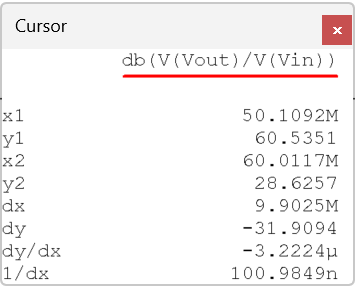 Cursor
x
db(V(Vout)/V(Vin))
x1 50.1092M
y1 60.5351
x2 60.0117M
y2 28.6257
dx 9.9025M
dy -31.9094
dy/dx -3.2224µ
1/dx 100.9849n